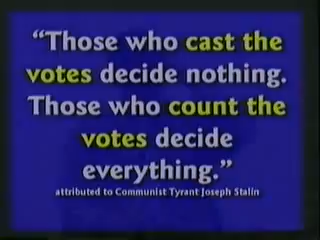 “Those who cast the
votes decide nothing.
Those who count the
votes decide
everything.”
attributed to Communist Tyrant Joseph Stalin